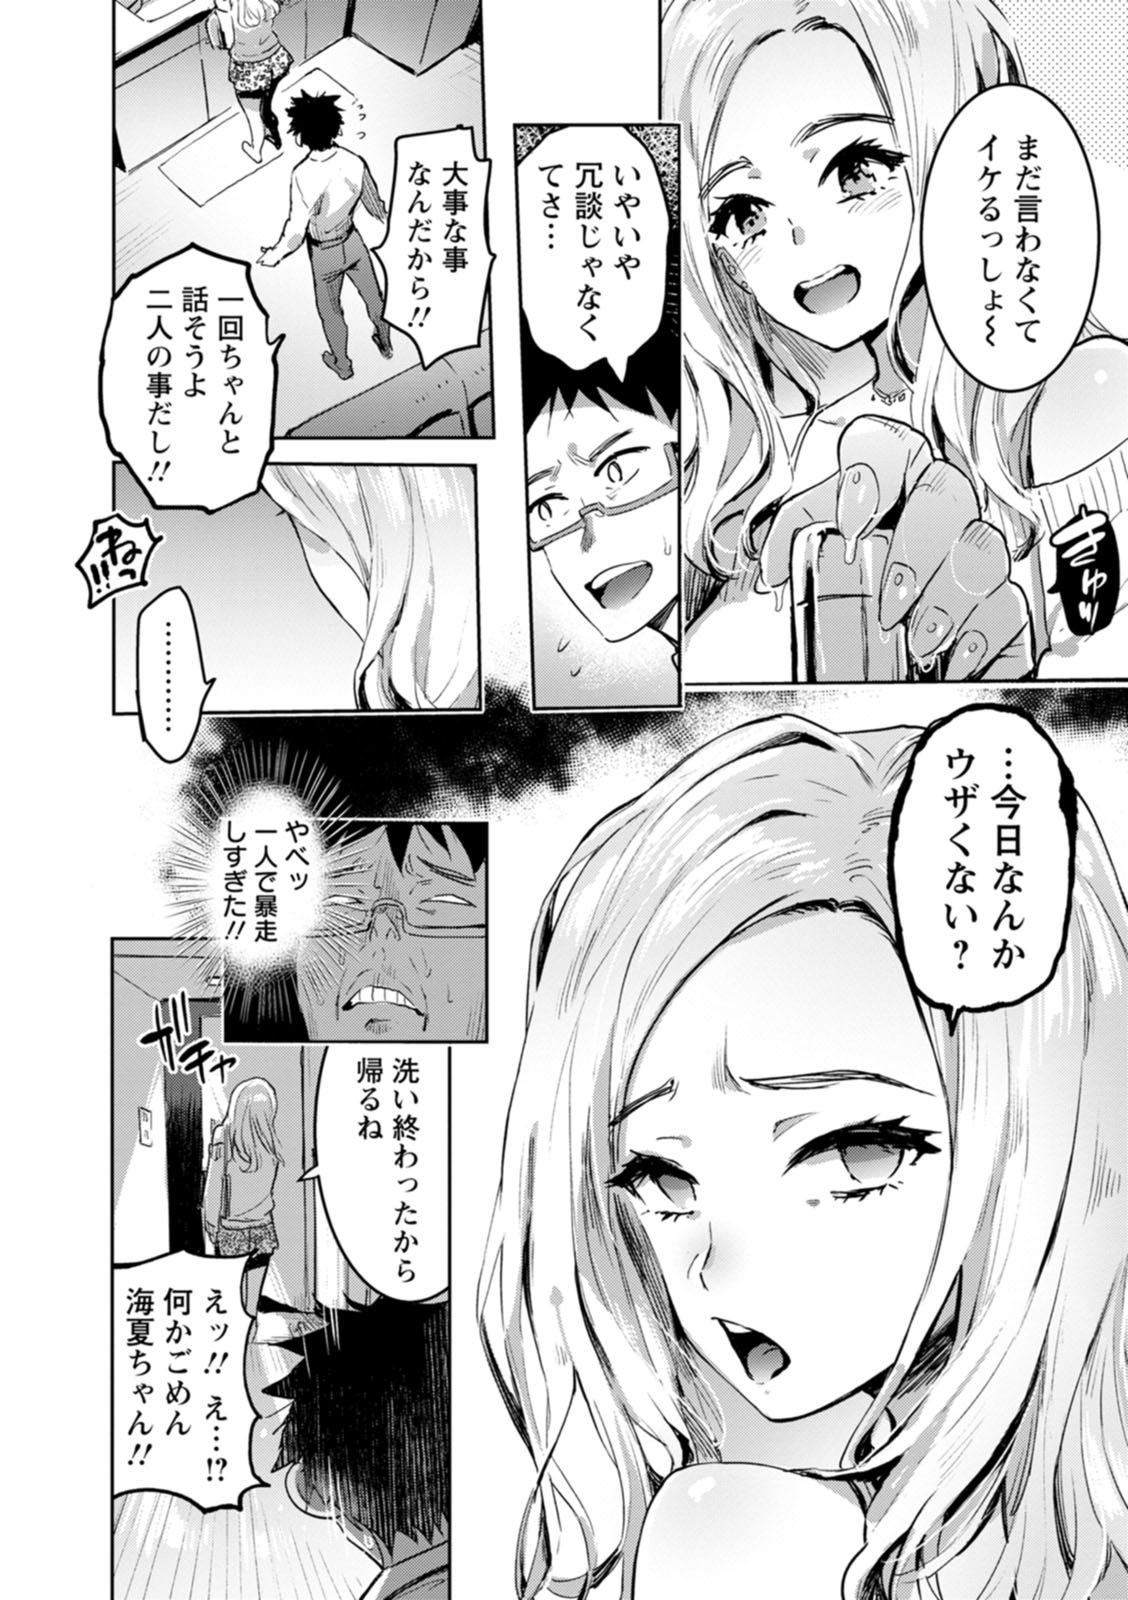 まだ言わなくて
イケるっしょ〜
きゅッ
いやいや
冗談じゃなく
てさ…
大事な事
なんだから!!
一回ちゃんと
話そうよ
二人の事だし!!
ねっ!!!
………
…今日なんか
ウザくない?
やべッ
一人で暴走
しすぎた!!
洗い終わったから
帰るね
ガチャ
えッ!! え…!?
何かごめん
海夏ちゃん!!